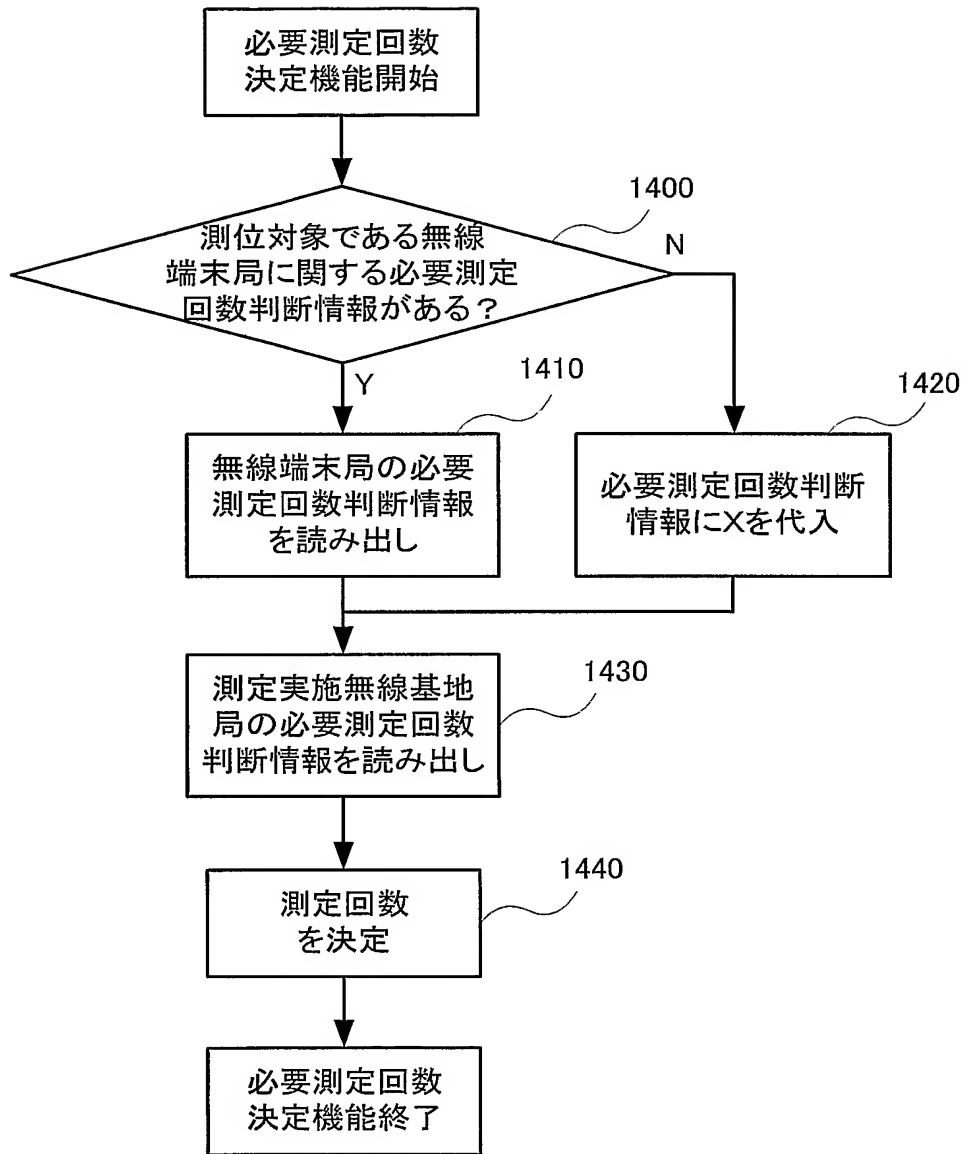 必要測定回数
決定機能開始
1400
測位対象である無線
端末局に関する必要測定
回数判断情報がある？
N
Y
1410
無線端末局の必要
測定回数判断情報
を読み出し
1420
必要測定回数判断
情報にXを代入
1430
測定実施無線基地
局の必要測定回数
判断情報を読み出し
1440
測定回数
を決定
必要測定回数
決定機能終了